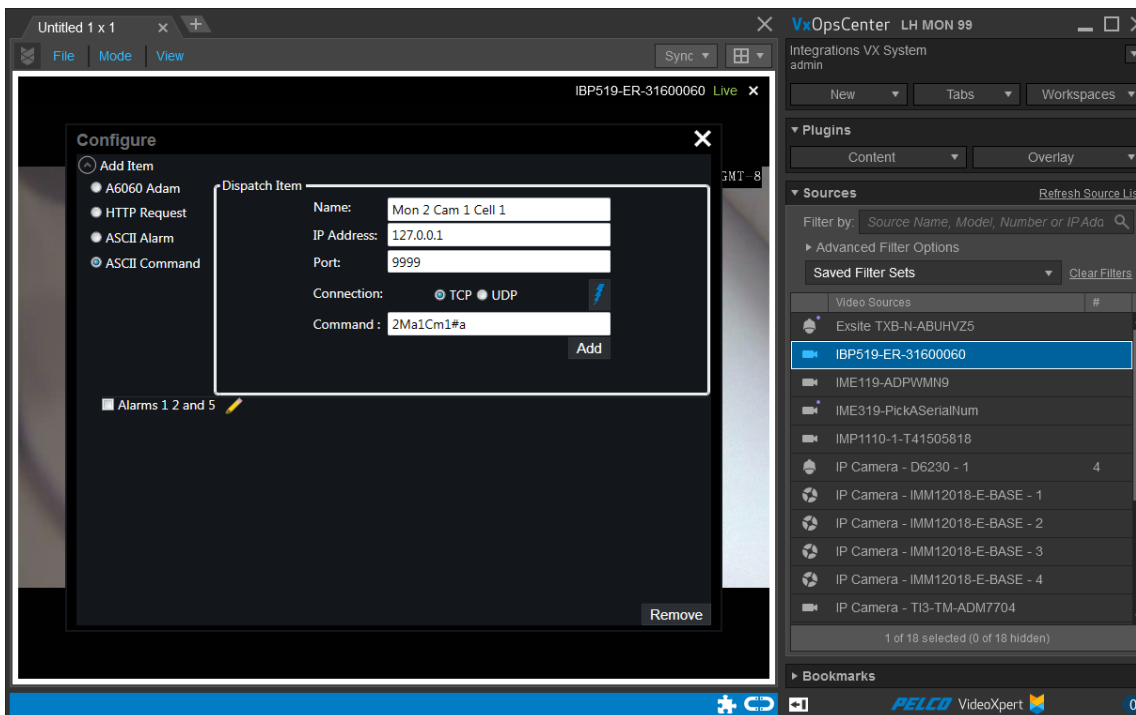 Untitled 1 x 1
VxOpsCenter LH MON 99
File Mode View Sync
Integrations VX System
admin
New Tabs Workspaces
IBP519-ER-31600060 Live
Plugins
Content Overlay
Configure
Add Item
A6060 Adam
HTTP Request
ASCII Alarm
ASCII Command
Dispatch Item
Name: Mon 2 Cam 1 Cell 1
IP Address: 127.0.0.1
Port: 9999
Connection: TCP UDP
Command : 2Ma1Cm1#a
Add
Alarms 1 2 and 5
Remove
GMT-8
Sources Refresh Source Lis
Filter by: Source Name, Model, Number or IP Add
Advanced Filter Options
Saved Filter Sets Clear Filters
Video Sources #
Exsite TXB-N-ABUHVZ5
IBP519-ER-31600060
IME119-ADPWMN9
IME319-PickASerialNum
IMP1110-1-T41505818
IP Camera - D6230 - 1 4
IP Camera - IMM12018-E-BASE - 1
IP Camera - IMM12018-E-BASE - 2
IP Camera - IMM12018-E-BASE - 3
IP Camera - IMM12018-E-BASE - 4
IP Camera - TI3-TM-ADM7704
1 of 18 selected (0 of 18 hidden)
Bookmarks
PELCO VideoXpert
0